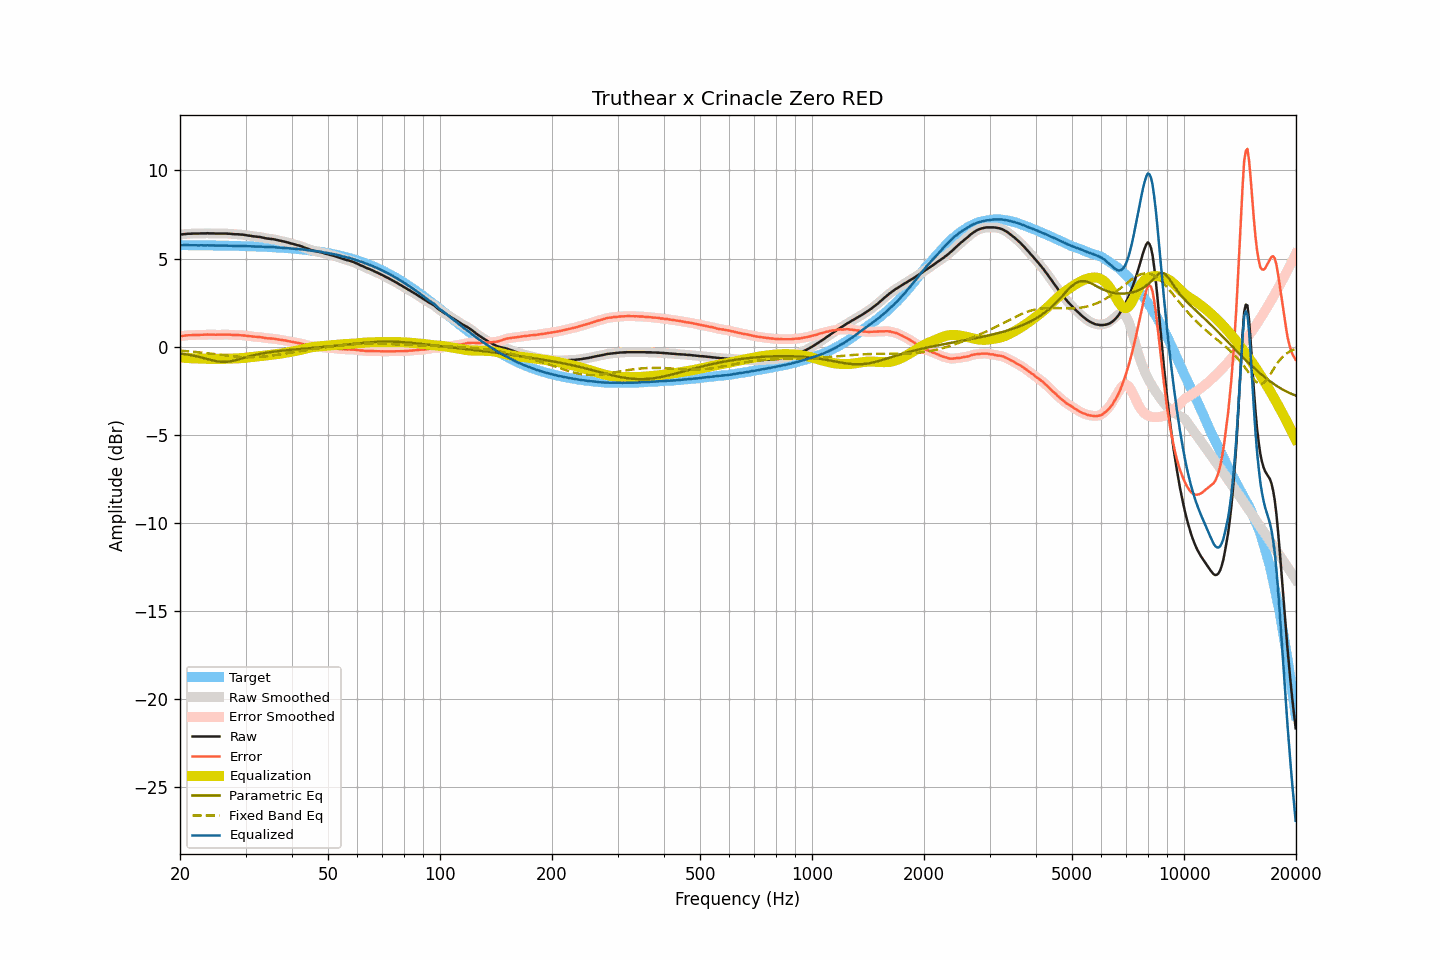 Truthear x Crinacle Zero RED
10
5
0
−5
−10
−15
−20
−25
Amplitude (dBr)
Target
Raw Smoothed
Error Smoothed
Raw
Error
Equalization
Parametric Eq
Fixed Band Eq
Equalized
20 50 100 200 500 1000 2000 5000 10000 20000
Frequency (Hz)